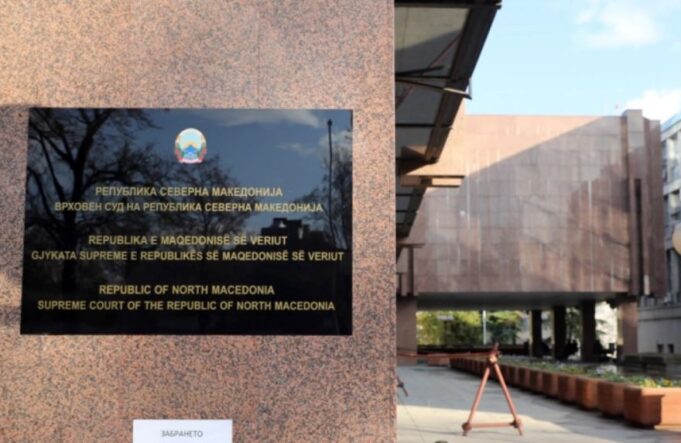 РЕПУБЛИКА СЕВЕРНА МАКЕДОНИЈА
ВРХОВЕН СУД НА РЕПУБЛИКА СЕВЕРНА МАКЕДОНИЈА
REPUBLIKA E MAQEDONISË SË VERIUT
GJYKATA SUPREME E REPUBLIKËS SË MAQEDONISË SË VERIUT
REPUBLIC OF NORTH MACEDONIA
SUPREME COURT OF THE REPUBLIC OF NORTH MACEDONIA
ЗАБРАНЕТО